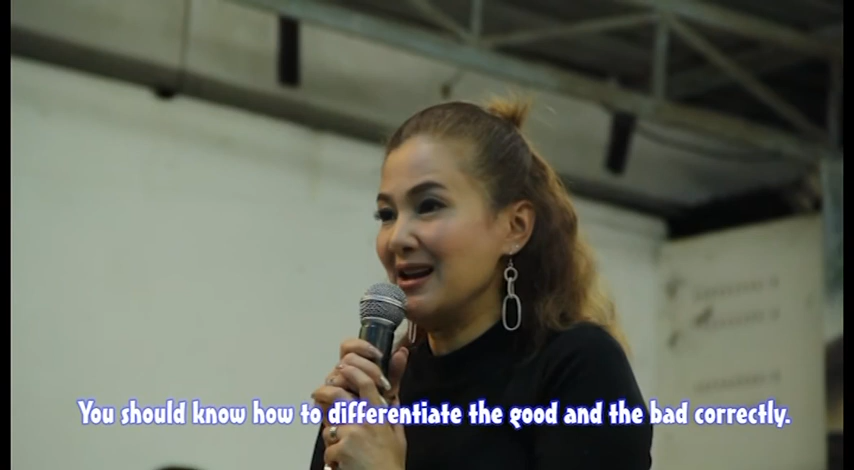 You should know how to differentiate the good and the bad correctly.